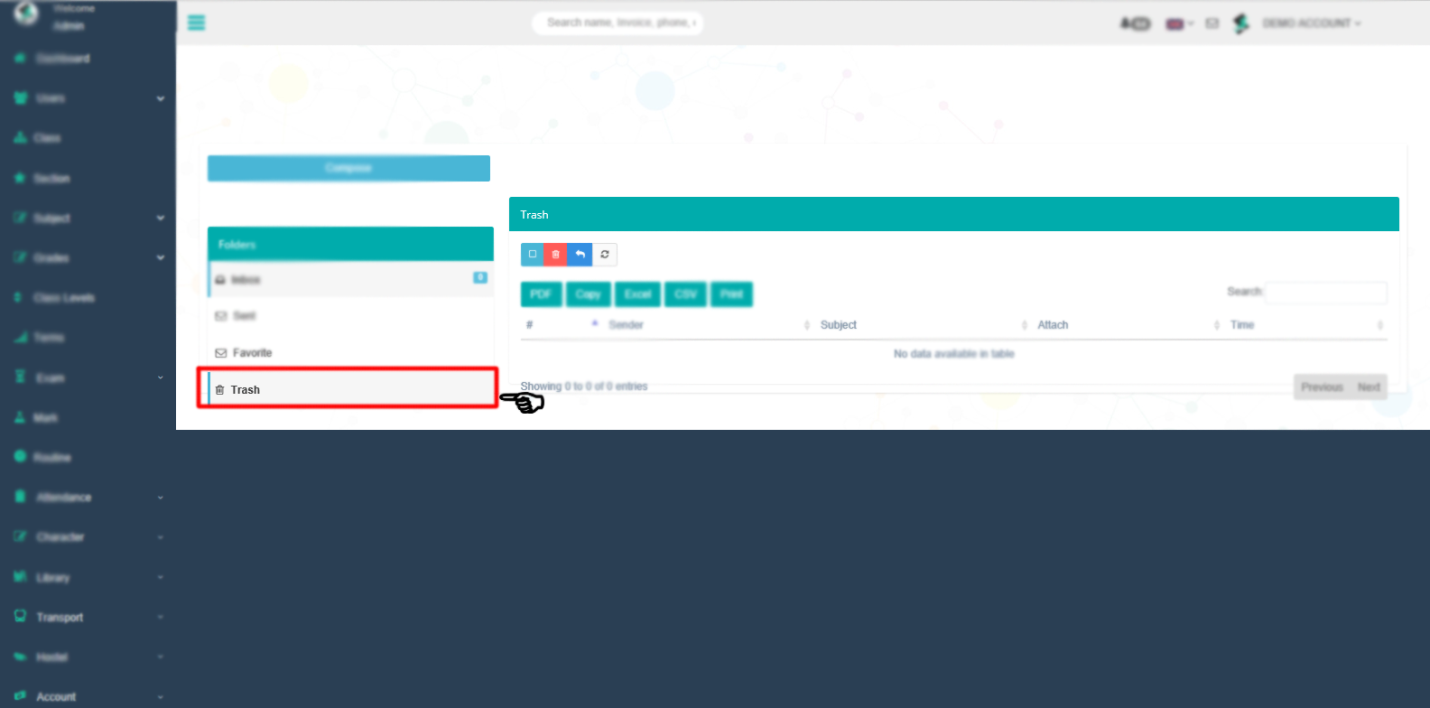 Welcome
Admin
Dashboard
Users
Class
Section
Subject
Grades
Class Levels
Terms
Exam
Mark
Routine
Attendance
Character
Library
Transport
Hostel
Account
Search name, Invoice, phone,
DEMO ACCOUNT
Compose
Folders
Inbox 0
Sent
Favorite
Trash
Trash
PDF Copy Excel CSV Print
Search:
# Sender Subject Attach Time
No data available in table
Showing 0 to 0 of 0 entries
Previous Next